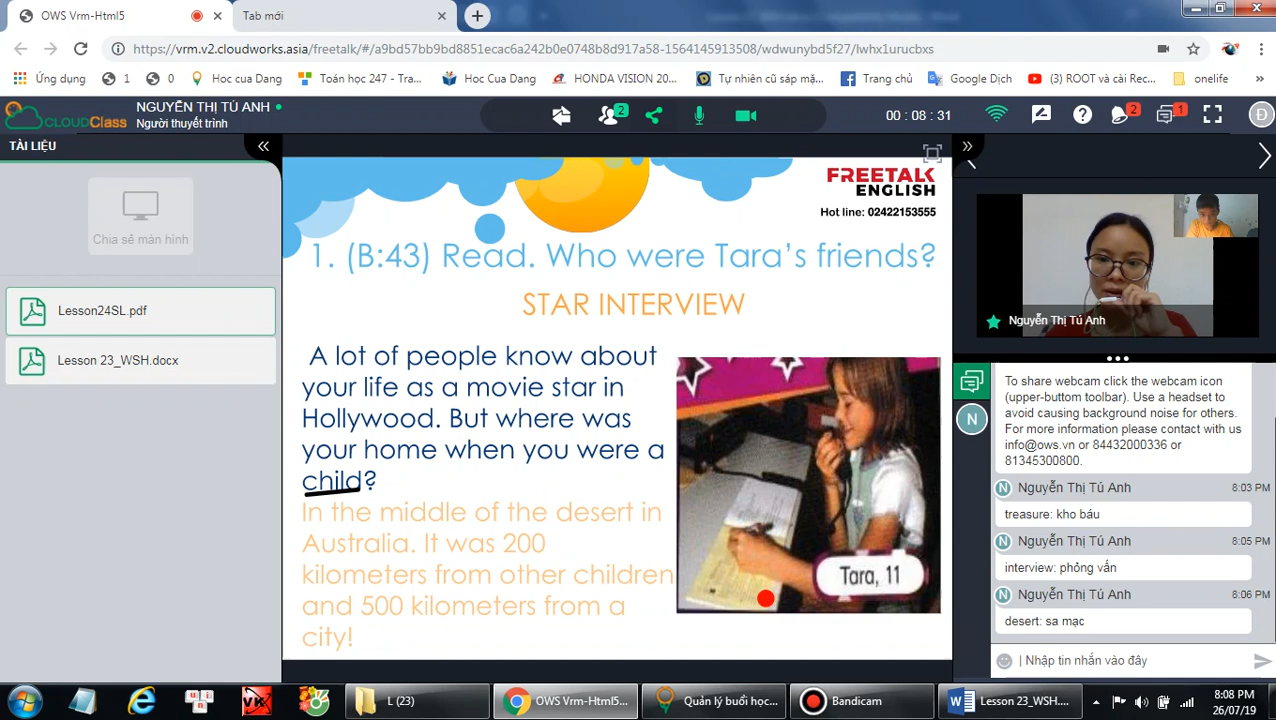 OWS Vrm-Html5
Tab mới
https://vrm.v2.cloudworks.asia/freetalk/#/a9bd57bb9bd8851ecac6a242b0e0748b8d917a58-1564145913508/wdwunybd5f27/lwhx1urucbxs
Ứng dụng
1
0
Hoc cua Dang
Toán học 247 - Tra...
Học Cua Dang
HONDA VISION 20...
Tự nhiên cũ sáp mặ...
Trang chủ
Google Dịch
(3) ROOT và cài Rec...
onelife
»
CLOUDClass
NGUYỄN THỊ TÚ ANH
Người thuyết trình
2
00 : 08 : 31
2
1
Đ
TÀI LIỆU
Chia sẻ màn hình
Lesson24SL.pdf
Lesson 23_WSH.docx
FREETALK
ENGLISH
Hot line: 02422153555
1. (B:43) Read. Who were Tara's friends?
STAR INTERVIEW
A lot of people know about
your life as a movie star in
Hollywood. But where was
your home when you were a
child?
In the middle of the desert in
Australia. It was 200
kilometers from other children
and 500 kilometers from a
city!
Tara, 11
Nguyễn Thị Tú Anh
N
To share webcam click the webcam icon
(upper-buttom toolbar). Use a headset to
avoid causing background noise for others.
For more information please contact with us
info@ows.vn or 84432000336 or
81345300800.
N Nguyễn Thị Tú Anh 8:03 PM
treasure: kho báu
N Nguyễn Thị Tú Anh 8:05 PM
interview: phỏng vấn
N Nguyễn Thị Tú Anh 8:06 PM
desert: sa mạc
Nhập tin nhắn vào đây
L (23)
OWS Vrm-Html5...
Quản lý buổi học...
Bandicam
Lesson 23_WSH....
8:08 PM
26/07/19